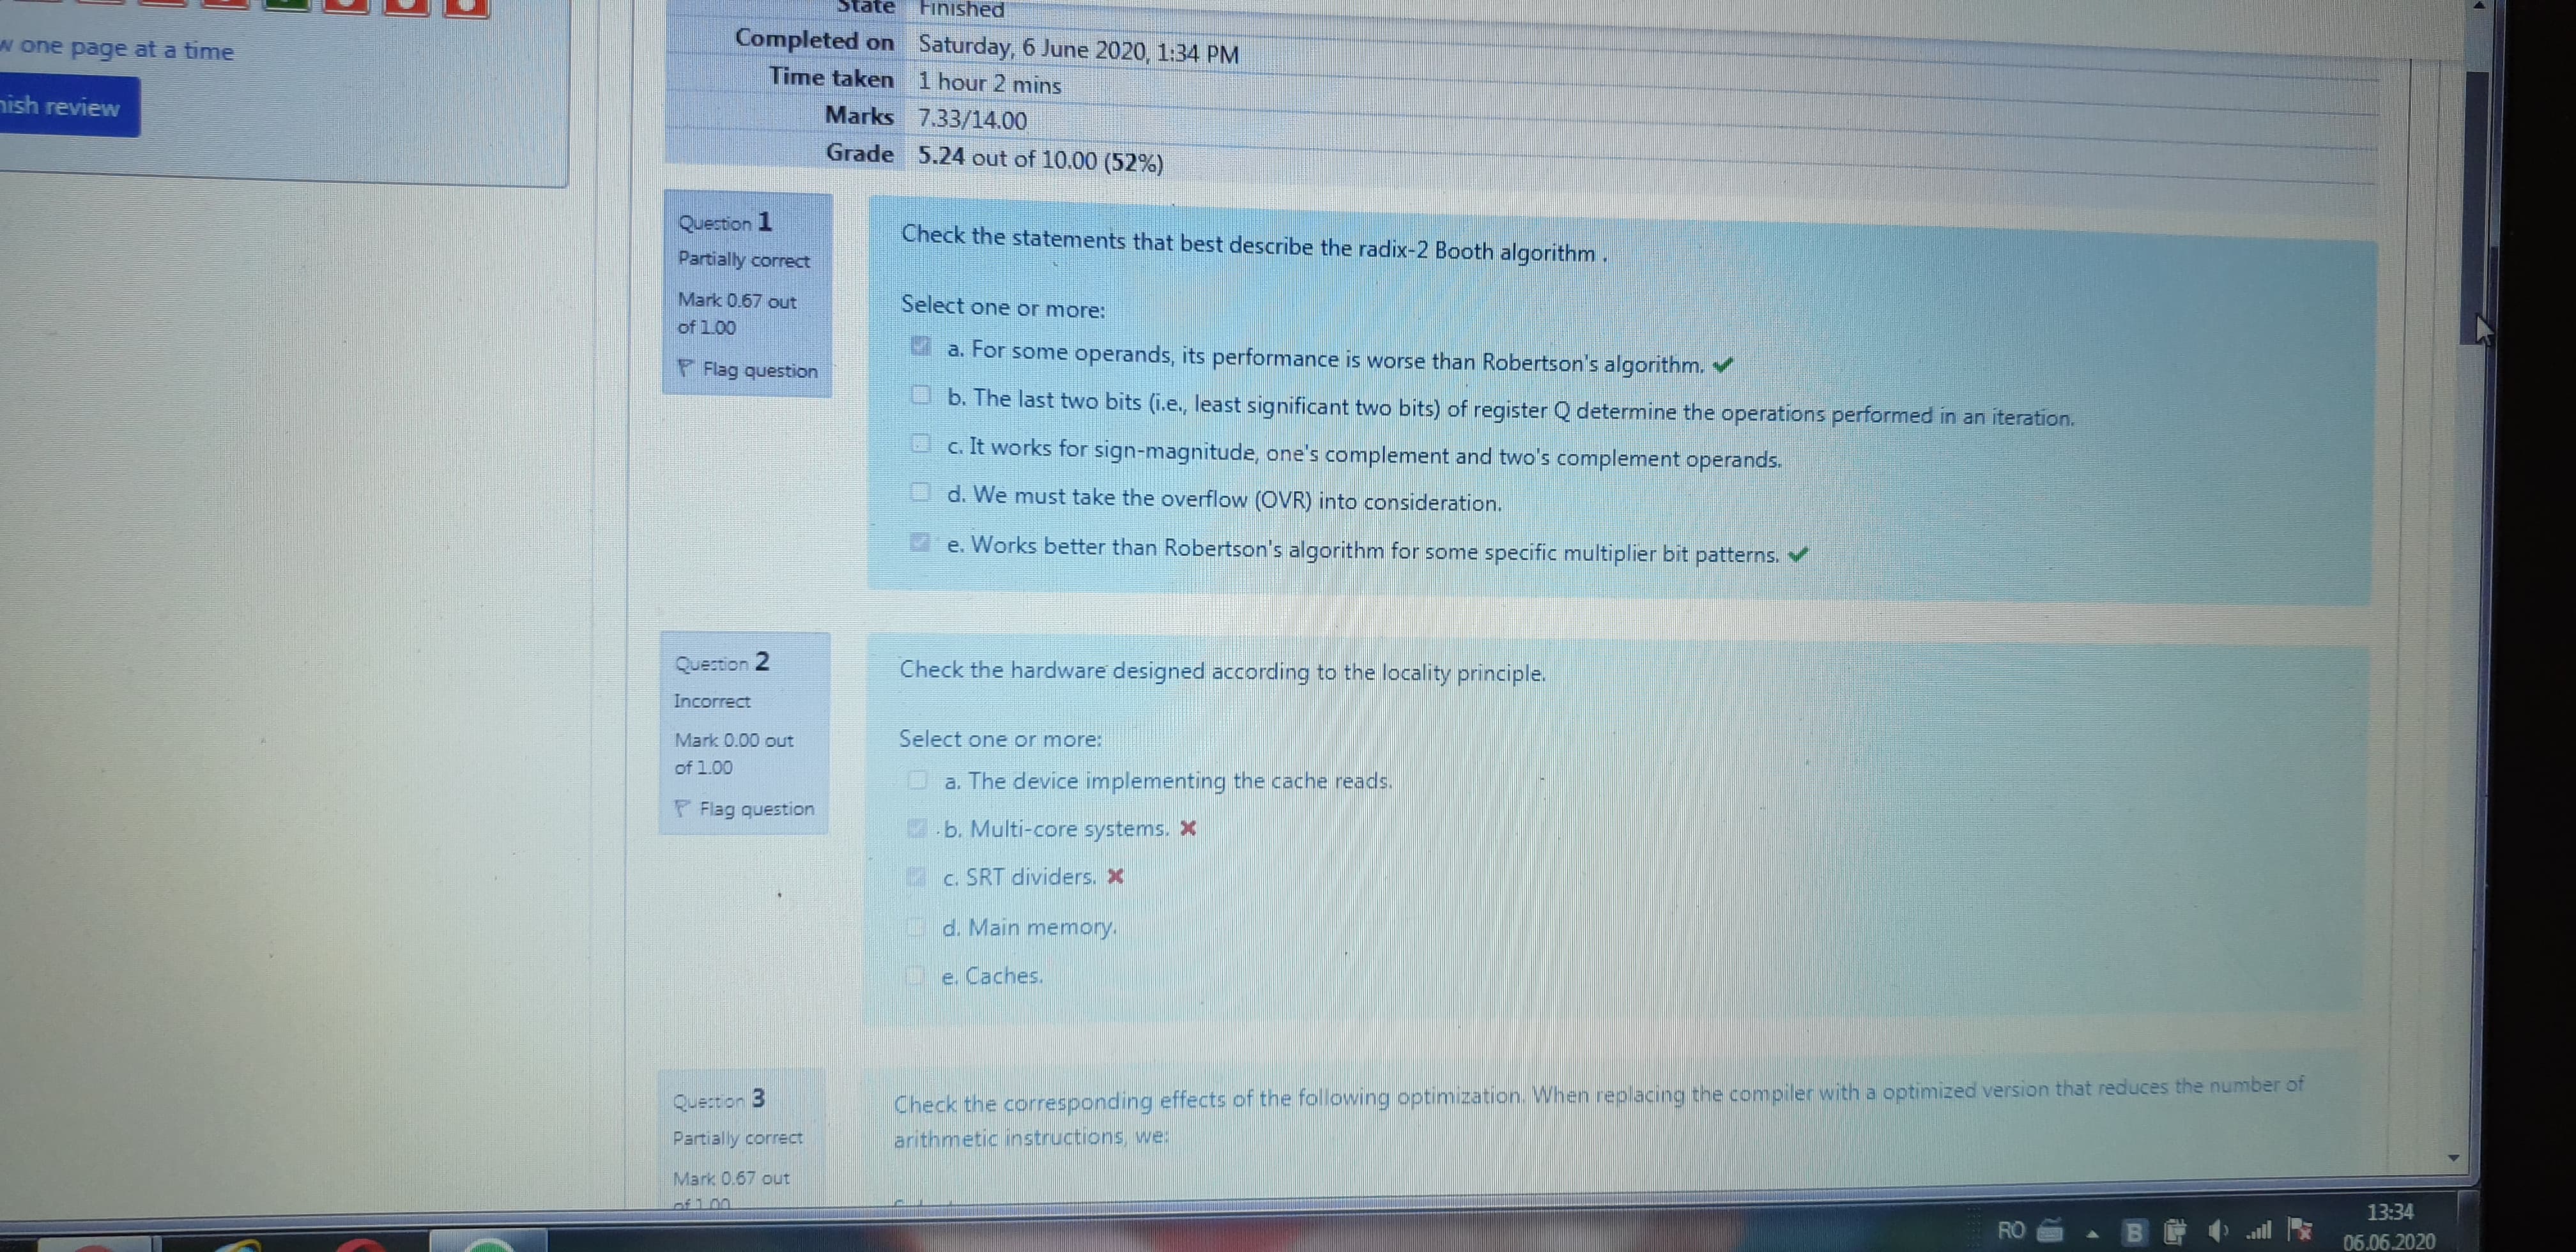 w one page at a time
nish review
State Finished
Completed on Saturday, 6 June 2020, 1:34 PM
Time taken 1 hour 2 mins
Marks 7.33/14.00
Grade 5.24 out of 10.00 (52%)
Question 1
Partially correct
Mark 0.67 out
of 1.00
Flag question
Check the statements that best describe the radix-2 Booth algorithm .
Select one or more:
a. For some operands, its performance is worse than Robertson's algorithm.
b. The last two bits (i.e., least significant two bits) of register Q determine the operations performed in an iteration.
c. It works for sign-magnitude, one's complement and two's complement operands.
d. We must take the overflow (OVR) into consideration.
e. Works better than Robertson's algorithm for some specific multiplier bit patterns.
Question 2
Incorrect
Mark 0.00 out
of 1.00
Flag question
Check the hardware designed according to the locality principle.
Select one or more:
a. The device implementing the cache reads.
b. Multi-core systems.
c. SRT dividers.
d. Main memory.
e. Caches.
Question 3
Partially correct
Mark 0.67 out
of 1.00
Check the corresponding effects of the following optimization. When replacing the compiler with a optimized version that reduces the number of
arithmetic instructions, we:
RO
B
13:34
06.06.2020